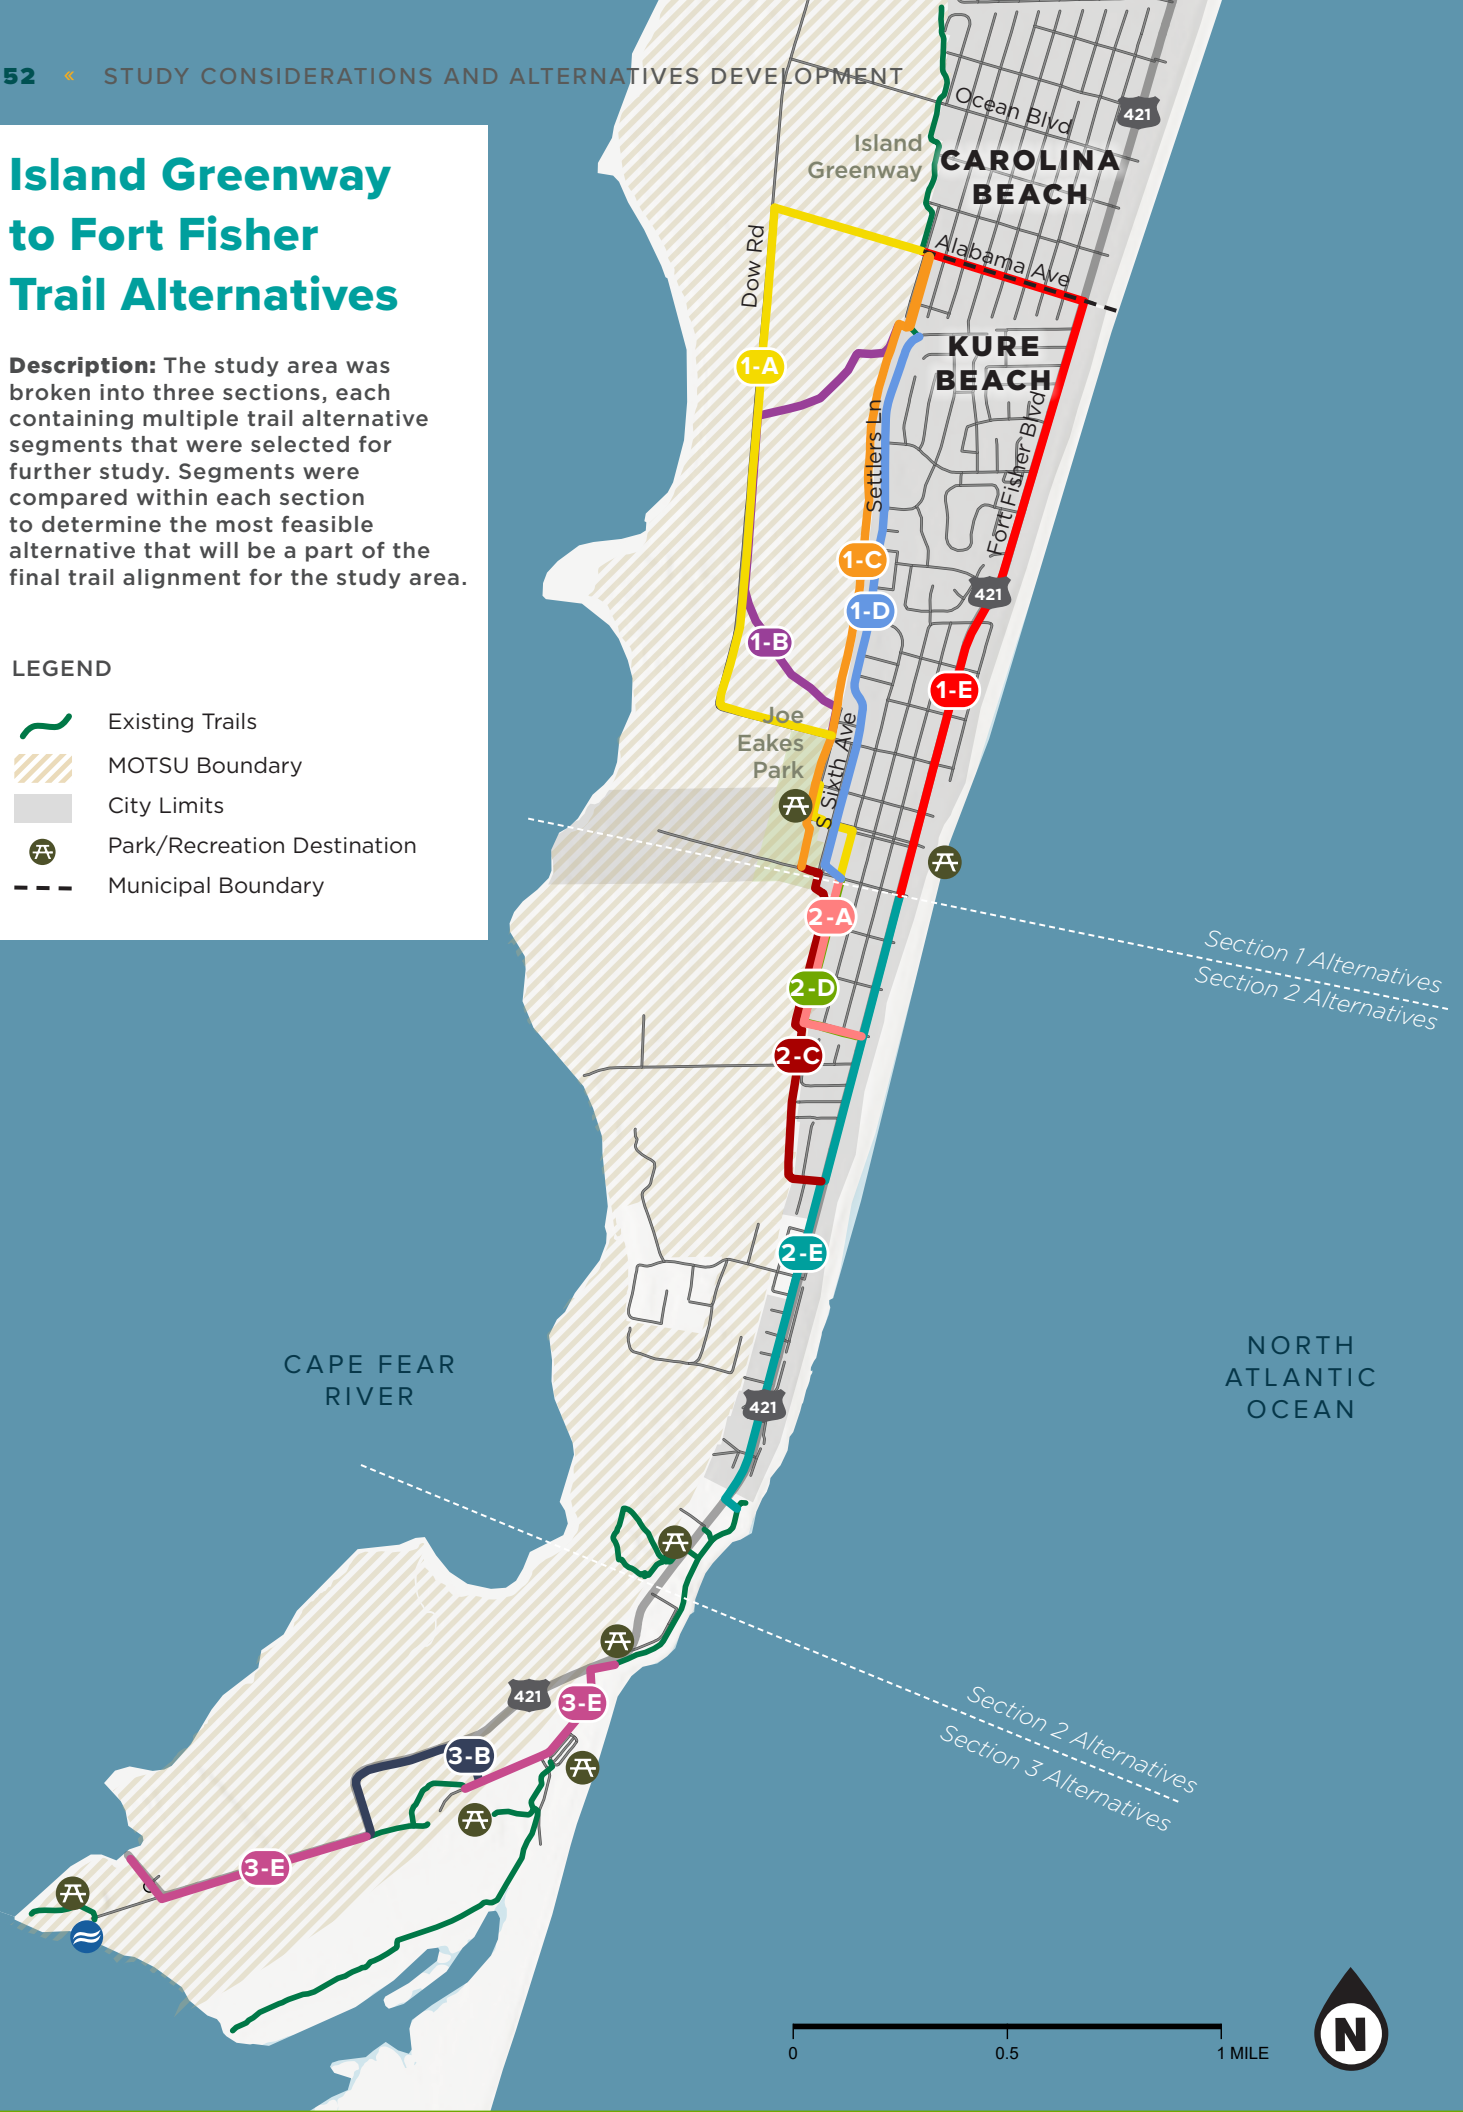 52 « STUDY CONSIDERATIONS AND ALTERNATIVES DEVELOPMENT
Island Greenway
to Fort Fisher
Trail Alternatives
Description: The study area was
broken into three sections, each
containing multiple trail alternative
segments that were selected for
further study. Segments were
compared within each section
to determine the most feasible
alternative that will be a part of the
final trail alignment for the study area.
LEGEND
Existing Trails
MOTSU Boundary
City Limits
Park/Recreation Destination
Municipal Boundary
Ocean Blvd
421
Island
Greenway
CAROLINA
BEACH
Dow Rd
Alabama Ave
KURE
BEACH
1-A
Settlers Ln
Fort Fisher Blvd
1-C
421
1-D
1-B
1-E
Joe
Eakes
Park
S Sixth Ave
2-A
Section 1 Alternatives
Section 2 Alternatives
2-D
2-C
2-E
CAPE FEAR
RIVER
NORTH
ATLANTIC
OCEAN
421
421
3-E
Section 2 Alternatives
Section 3 Alternatives
3-B
3-E
N
0
0.5
1 MILE